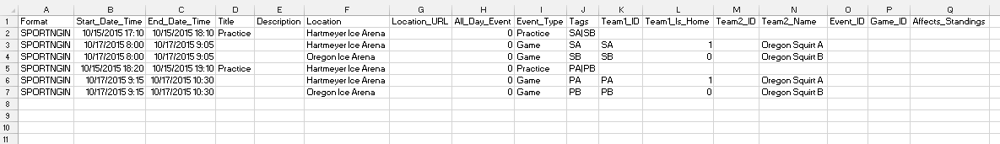 A B C D E F G H I J K L M N O P Q
1 Format Start_Date_Time End_Date_Time Title Description Location Location_URL All_Day_Event Event_Type Tags Team1_ID Team1_Is_Home Team2_ID Team2_Name Event_ID Game_ID Affects_Standings
2 SPORTNGIN 10/15/2015 17:10 10/15/2015 18:10 Practice Hartmeyer Ice Arena 0 Practice SA|SB
3 SPORTNGIN 10/17/2015 8:00 10/17/2015 9:05 Hartmeyer Ice Arena 0 Game SA SA 1 Oregon Squirt A
4 SPORTNGIN 10/17/2015 8:00 10/17/2015 9:05 Oregon Ice Arena 0 Game SB SB 0 Oregon Squirt B
5 SPORTNGIN 10/15/2015 18:20 10/15/2015 19:10 Practice Hartmeyer Ice Arena 0 Practice PA|PB
6 SPORTNGIN 10/17/2015 9:15 10/17/2015 10:30 Hartmeyer Ice Arena 0 Game PA PA 1 Oregon Squirt A
7 SPORTNGIN 10/17/2015 9:15 10/17/2015 10:30 Oregon Ice Arena 0 Game PB PB 0 Oregon Squirt B
8
9
10
11